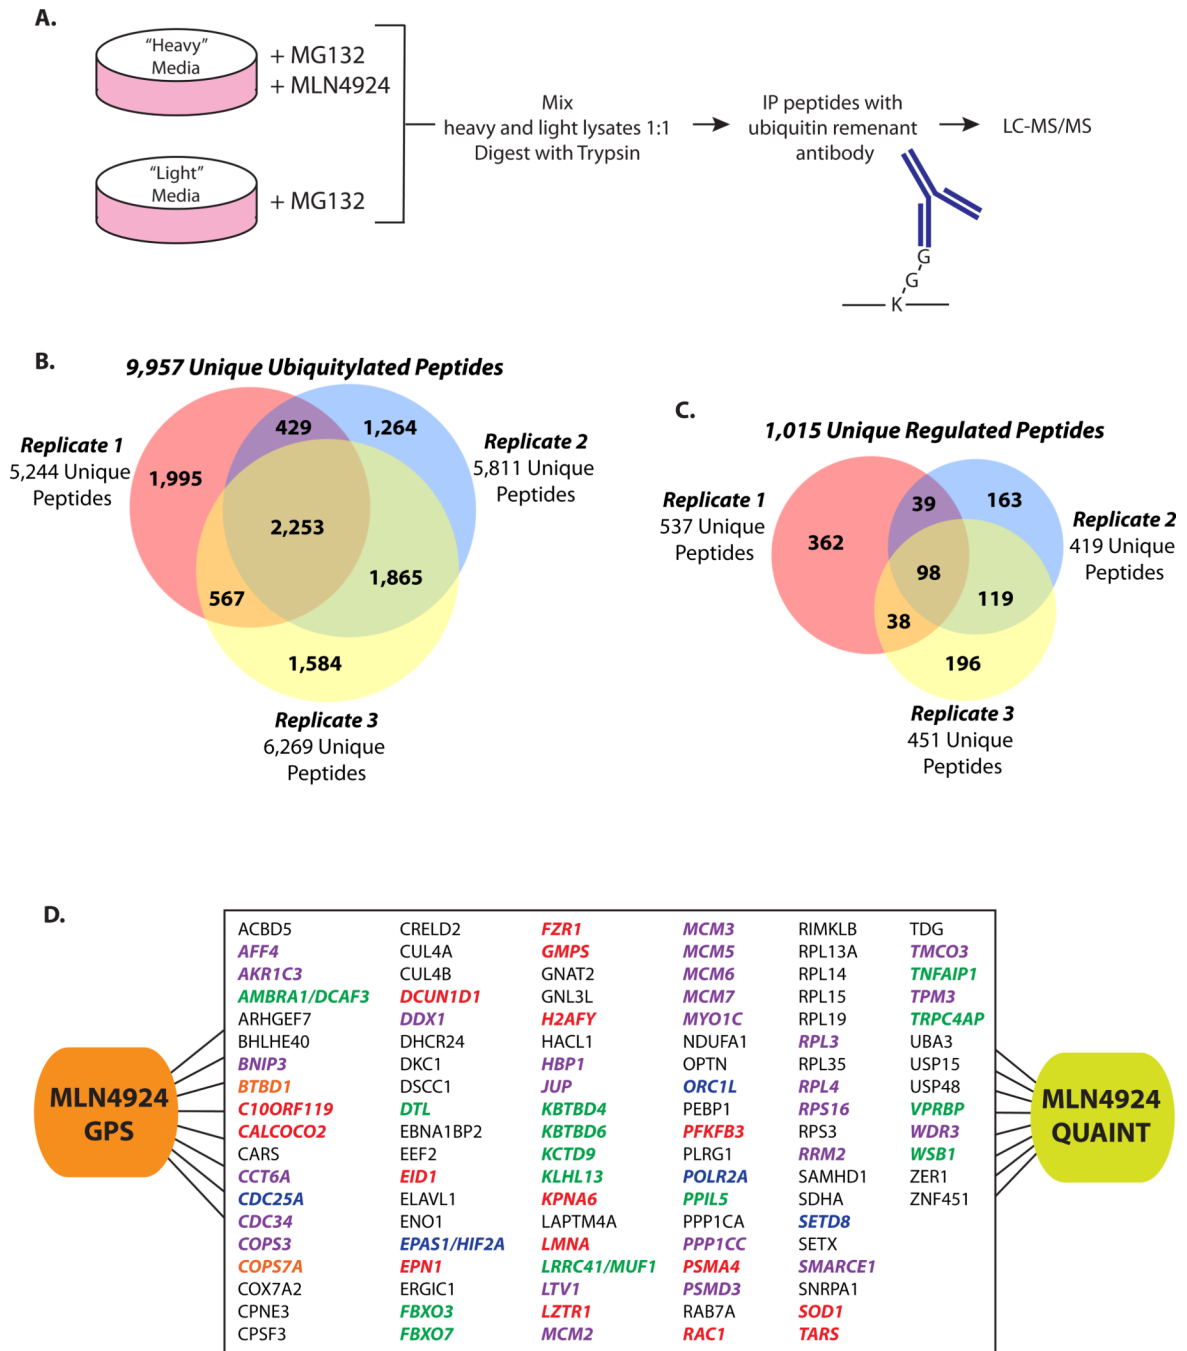 A.
"Heavy"
Media
+ MG132
+ MLN4924
"Light"
Media
+ MG132
Mix
heavy and light lysates 1:1
Digest with Trypsin
IP peptides with
ubiquitin remenant
antibody
LC-MS/MS
G
G
K
B.
9,957 Unique Ubiquitylated Peptides
Replicate 1
5,244 Unique
Peptides
Replicate 2
5,811 Unique
Peptides
429
1,264
1,995
2,253
1,865
567
1,584
Replicate 3
6,269 Unique
Peptides
C.
1,015 Unique Regulated Peptides
Replicate 1
537 Unique
Peptides
Replicate 2
419 Unique
Peptides
39
163
362
98
119
38
196
Replicate 3
451 Unique
Peptides
D.
MLN4924
GPS
ACBD5
AFF4
AKR1C3
AMBRA1/DCAF3
ARHGEF7
BHLHE40
BNIP3
BTBD1
C10ORF119
CALCOCO2
CARS
CCT6A
CDC25A
CDC34
COPS3
COPS7A
COX7A2
CPNE3
CPSF3
CRELD2
CUL4A
CUL4B
DCUN1D1
DDX1
DHCR24
DKC1
DSCC1
DTL
EBNA1BP2
EEF2
EID1
ELAVL1
ENO1
EPAS1/HIF2A
EPN1
ERGIC1
FBXO3
FBXO7
FZR1
GMPS
GNAT2
GNL3L
H2AFY
HACL1
HBP1
JUP
KBTBD4
KBTBD6
KCTD9
KLHL13
KPNA6
LAPTM4A
LMNA
LRRC41/MUF1
LTV1
LZTR1
MCM2
MCM3
MCM5
MCM6
MCM7
MYO1C
NDUFA1
OPTN
ORC1L
PEBP1
PFKFB3
PLRG1
POLR2A
PPIL5
PPP1CA
PPP1CC
PSMA4
PSMD3
RAB7A
RAC1
RIMKLB
RPL13A
RPL14
RPL15
RPL19
RPL3
RPL35
RPL4
RPS16
RPS3
RRM2
SAMHD1
SDHA
SETD8
SETX
SMARCE1
SNRPA1
SOD1
TARS
TDG
TMCO3
TNFAIP1
TPM3
TRPC4AP
UBA3
USP15
USP48
VPRBP
WDR3
WSB1
ZER1
ZNF451
MLN4924
QUAINT